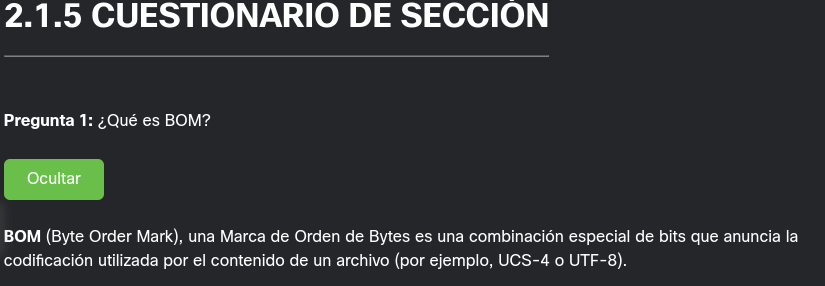 2.1.5 CUESTIONARIO DE SECCIÓN
Pregunta 1: ¿Qué es BOM?
Ocultar
BOM (Byte Order Mark), una Marca de Orden de Bytes es una combinación especial de bits que anuncia la
codificación utilizada por el contenido de un archivo (por ejemplo, UCS-4 o UTF-8).